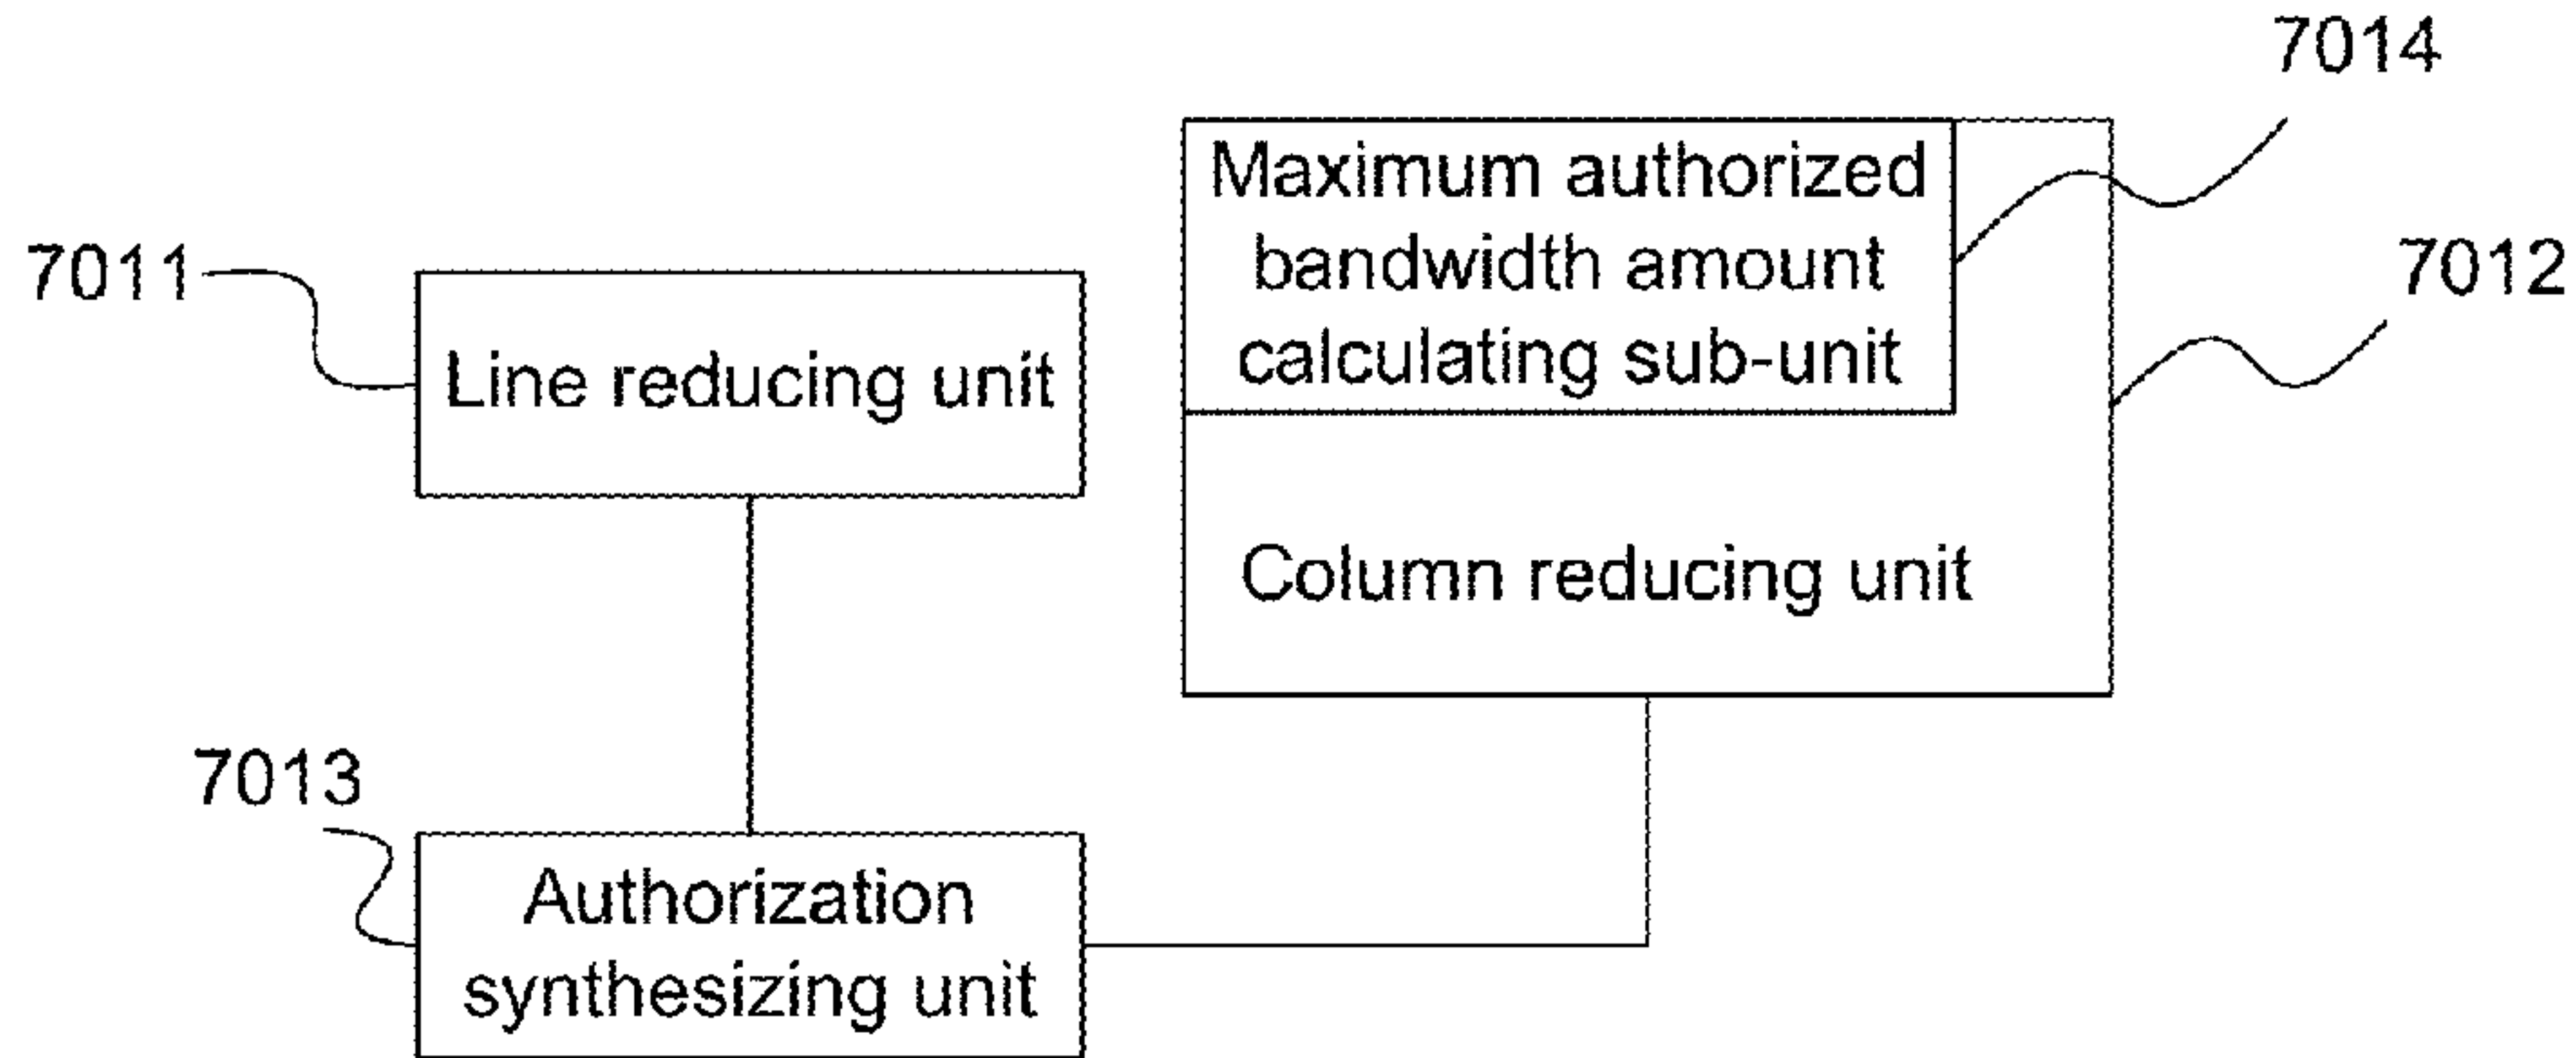 7014
Maximum authorized
bandwidth amount
calculating sub-unit
7011
7012
Line reducing unit
Column reducing unit
7013
Authorization
synthesizing unit